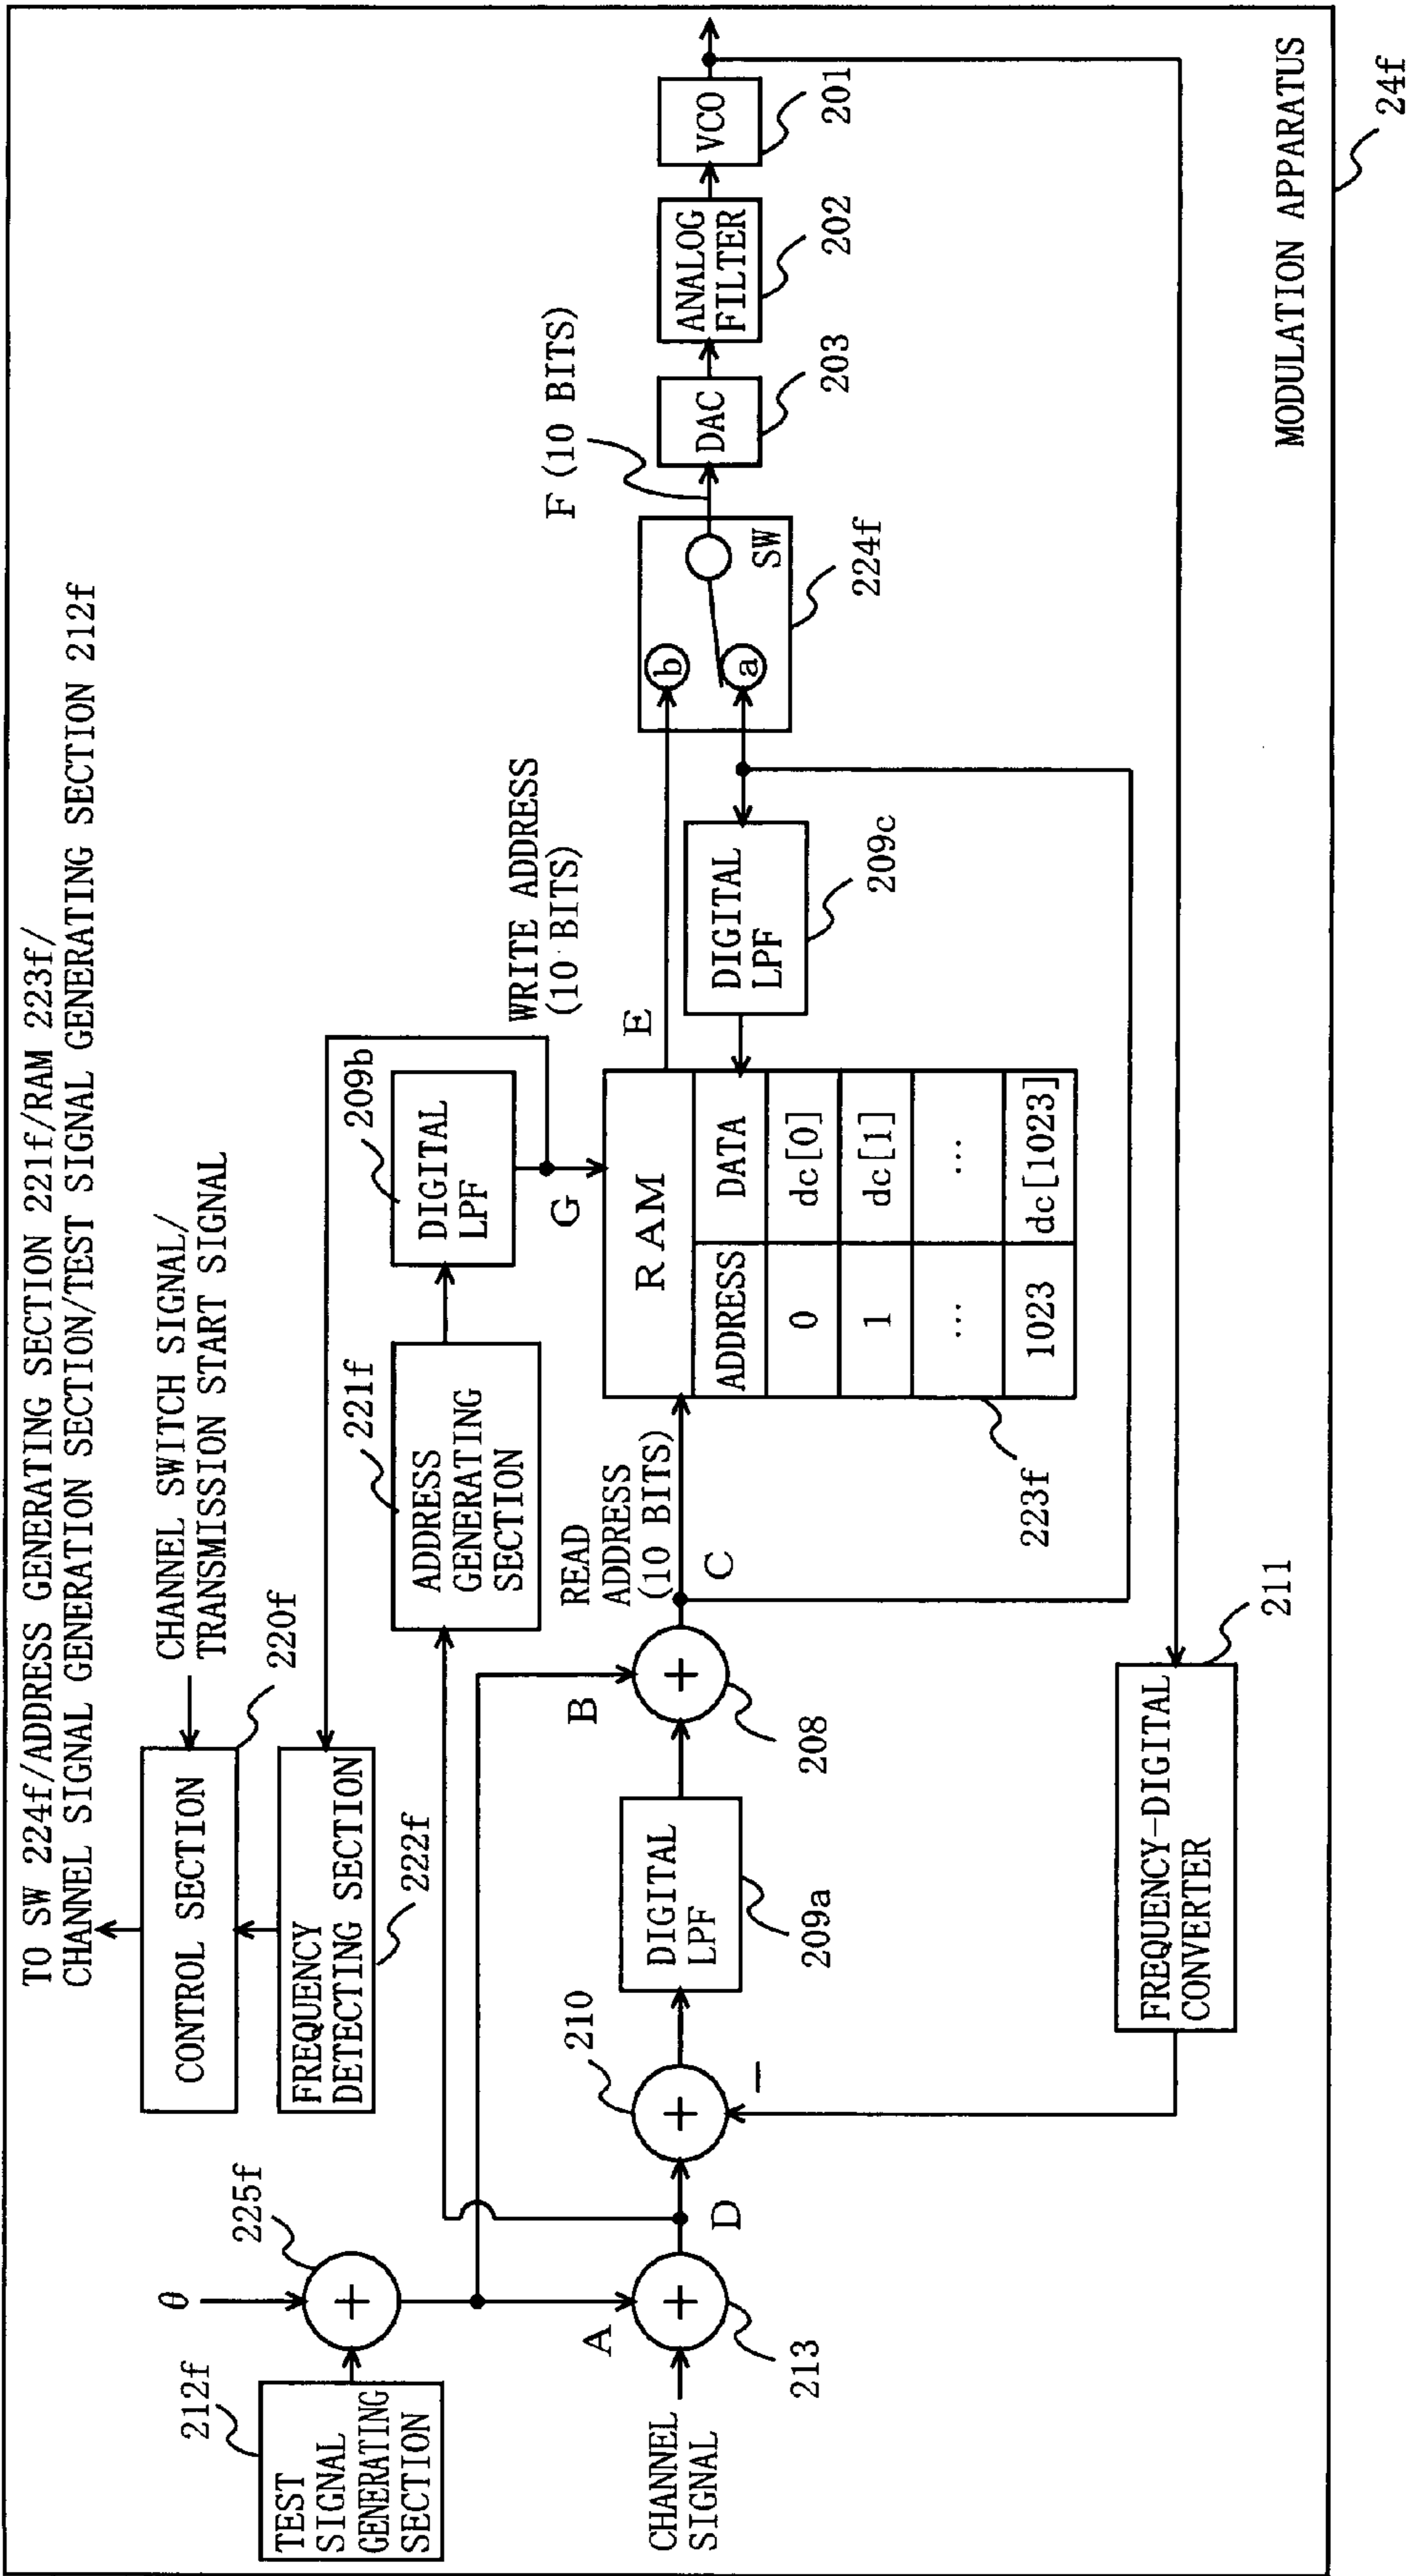 TO SW 224f/ADDRESS GENERATING SECTION 221f/RAM 223f/
CHANNEL SIGNAL GENERATION SECTION/TEST SIGNAL GENERATING SECTION 212f
CHANNEL SWITCH SIGNAL/
TRANSMISSION START SIGNAL
CONTROL SECTION
220f
FREQUENCY
DETECTING SECTION
222f
θ
225f
+
212f
TEST
SIGNAL
GENERATING
SECTION
221f
ADDRESS
GENERATING
SECTION
209b
DIGITAL
LPF
G
WRITE ADDRESS
(10 BITS)
A
CHANNEL
SIGNAL
+
213
D
210
+
−
DIGITAL
LPF
209a
B
+
208
READ
ADDRESS
(10 BITS)
C
RAM
ADDRESS DATA
0 dc[0]
1 dc[1]
... ...
1023 dc[1023]
223f
E
DIGITAL
LPF
209c
b
a
SW
224f
F (10 BITS)
DAC
203
ANALOG
FILTER
202
VCO
201
FREQUENCY-DIGITAL
CONVERTER
211
MODULATION APPARATUS
24f